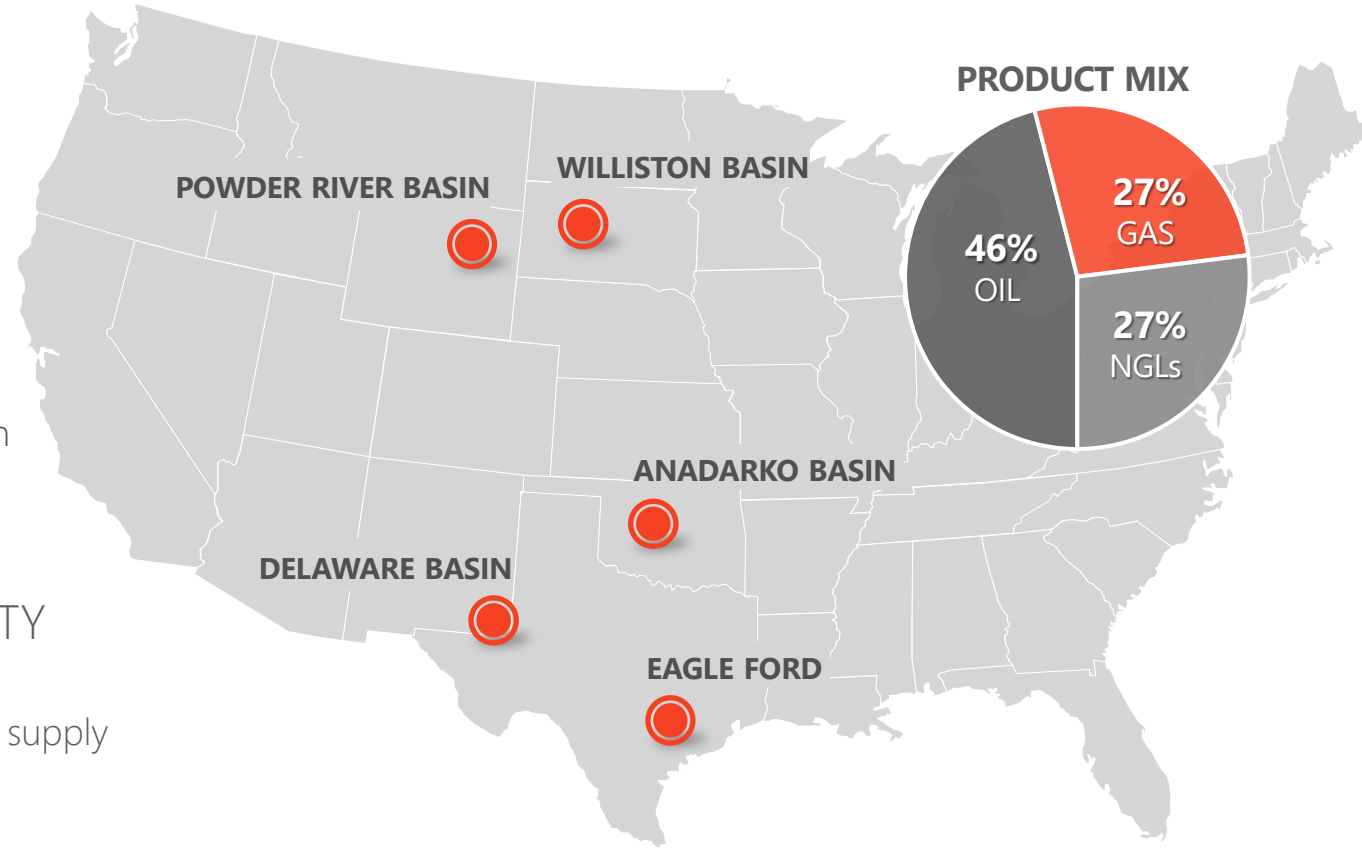 PRODUCT MIX
WILLISTON BASIN
POWDER RIVER BASIN
27%
GAS
46%
OIL
27%
NGLs
ANADARKO BASIN
DELAWARE BASIN
TY
EAGLE FORD
supply